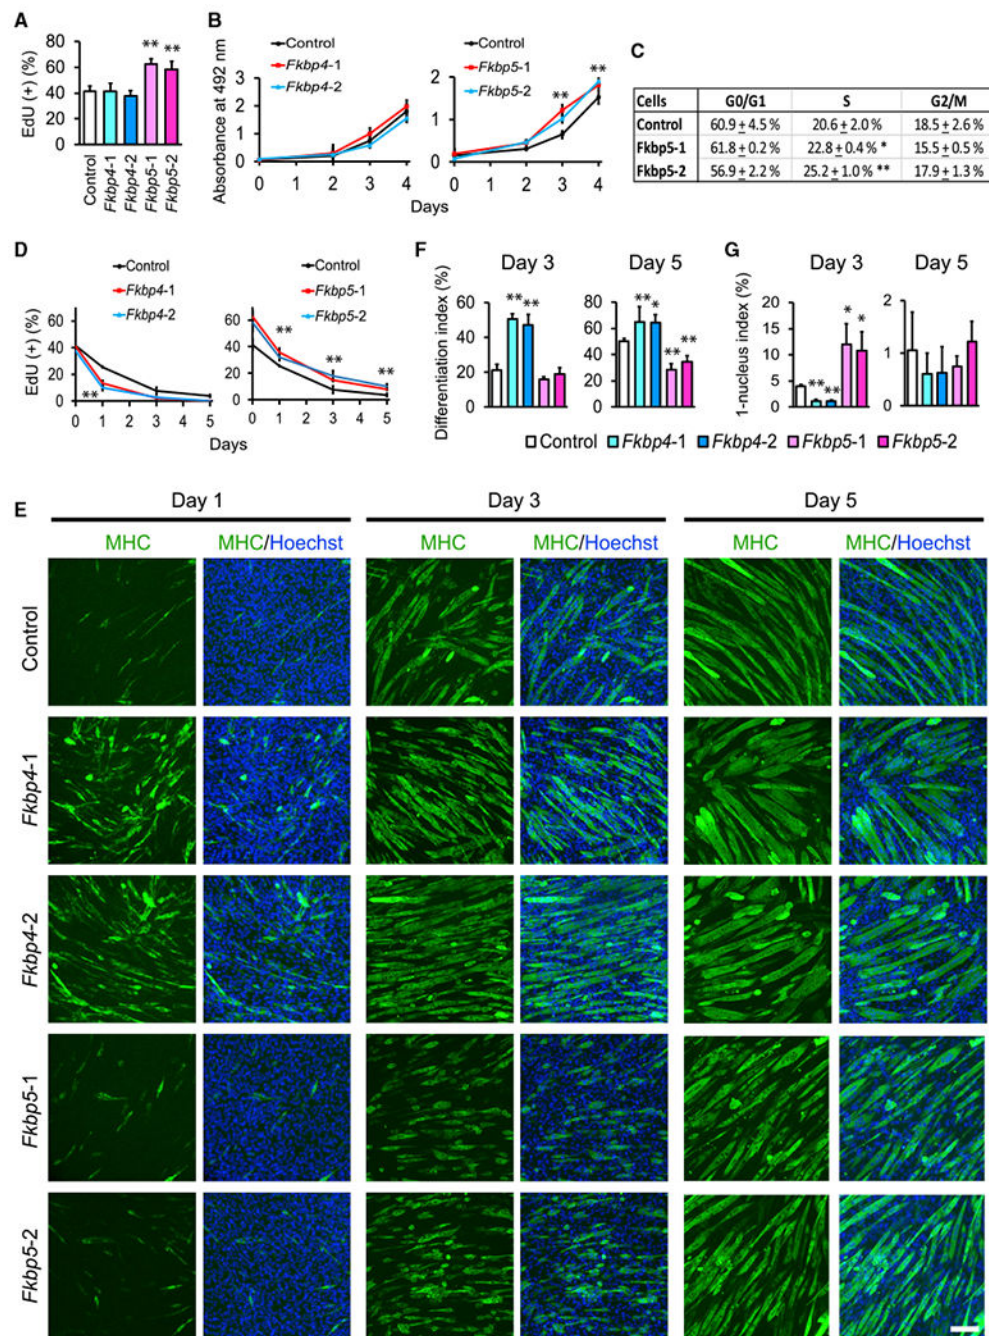 A
EdU (+) (%)
80
60
40
20
0
** **
Control
Fkbp4-1
Fkbp4-2
Fkbp5-1
Fkbp5-2
B
Absorbance at 492 nm
Control
Fkbp4-1
Fkbp4-2
3
2
1
0
0 1 2 3 4
Control
Fkbp5-1
Fkbp5-2
2
1
0
** **
0 1 2 3 4
Days
C
Cells G0/G1 S G2/M
Control 60.9 ± 4.5 % 20.6 ± 2.0 % 18.5 ± 2.6 %
Fkbp5-1 61.8 ± 0.2 % 22.8 ± 0.4 % * 15.5 ± 0.5 %
Fkbp5-2 56.9 ± 2.2 % 25.2 ± 1.0 % ** 17.9 ± 1.3 %
D
EdU (+) (%)
Control
Fkbp4-1
Fkbp4-2
60
40
20
0
**
0 1 2 3 4 5
Control
Fkbp5-1
Fkbp5-2
60
40
20
0
** ** **
0 1 2 3 4 5
Days
F
Differentiation index (%)
Day 3
60
40
20
0
** **
Day 5
80
60
40
20
0
** * ** **
G
1-nucleus index (%)
Day 3
20
15
10
5
0
** ** * *
Day 5
2
1
0
Control Fkbp4-1 Fkbp4-2 Fkbp5-1 Fkbp5-2
E
Day 1 Day 3 Day 5
MHC MHC/Hoechst MHC MHC/Hoechst MHC MHC/Hoechst
Control
Fkbp4-1
Fkbp4-2
Fkbp5-1
Fkbp5-2